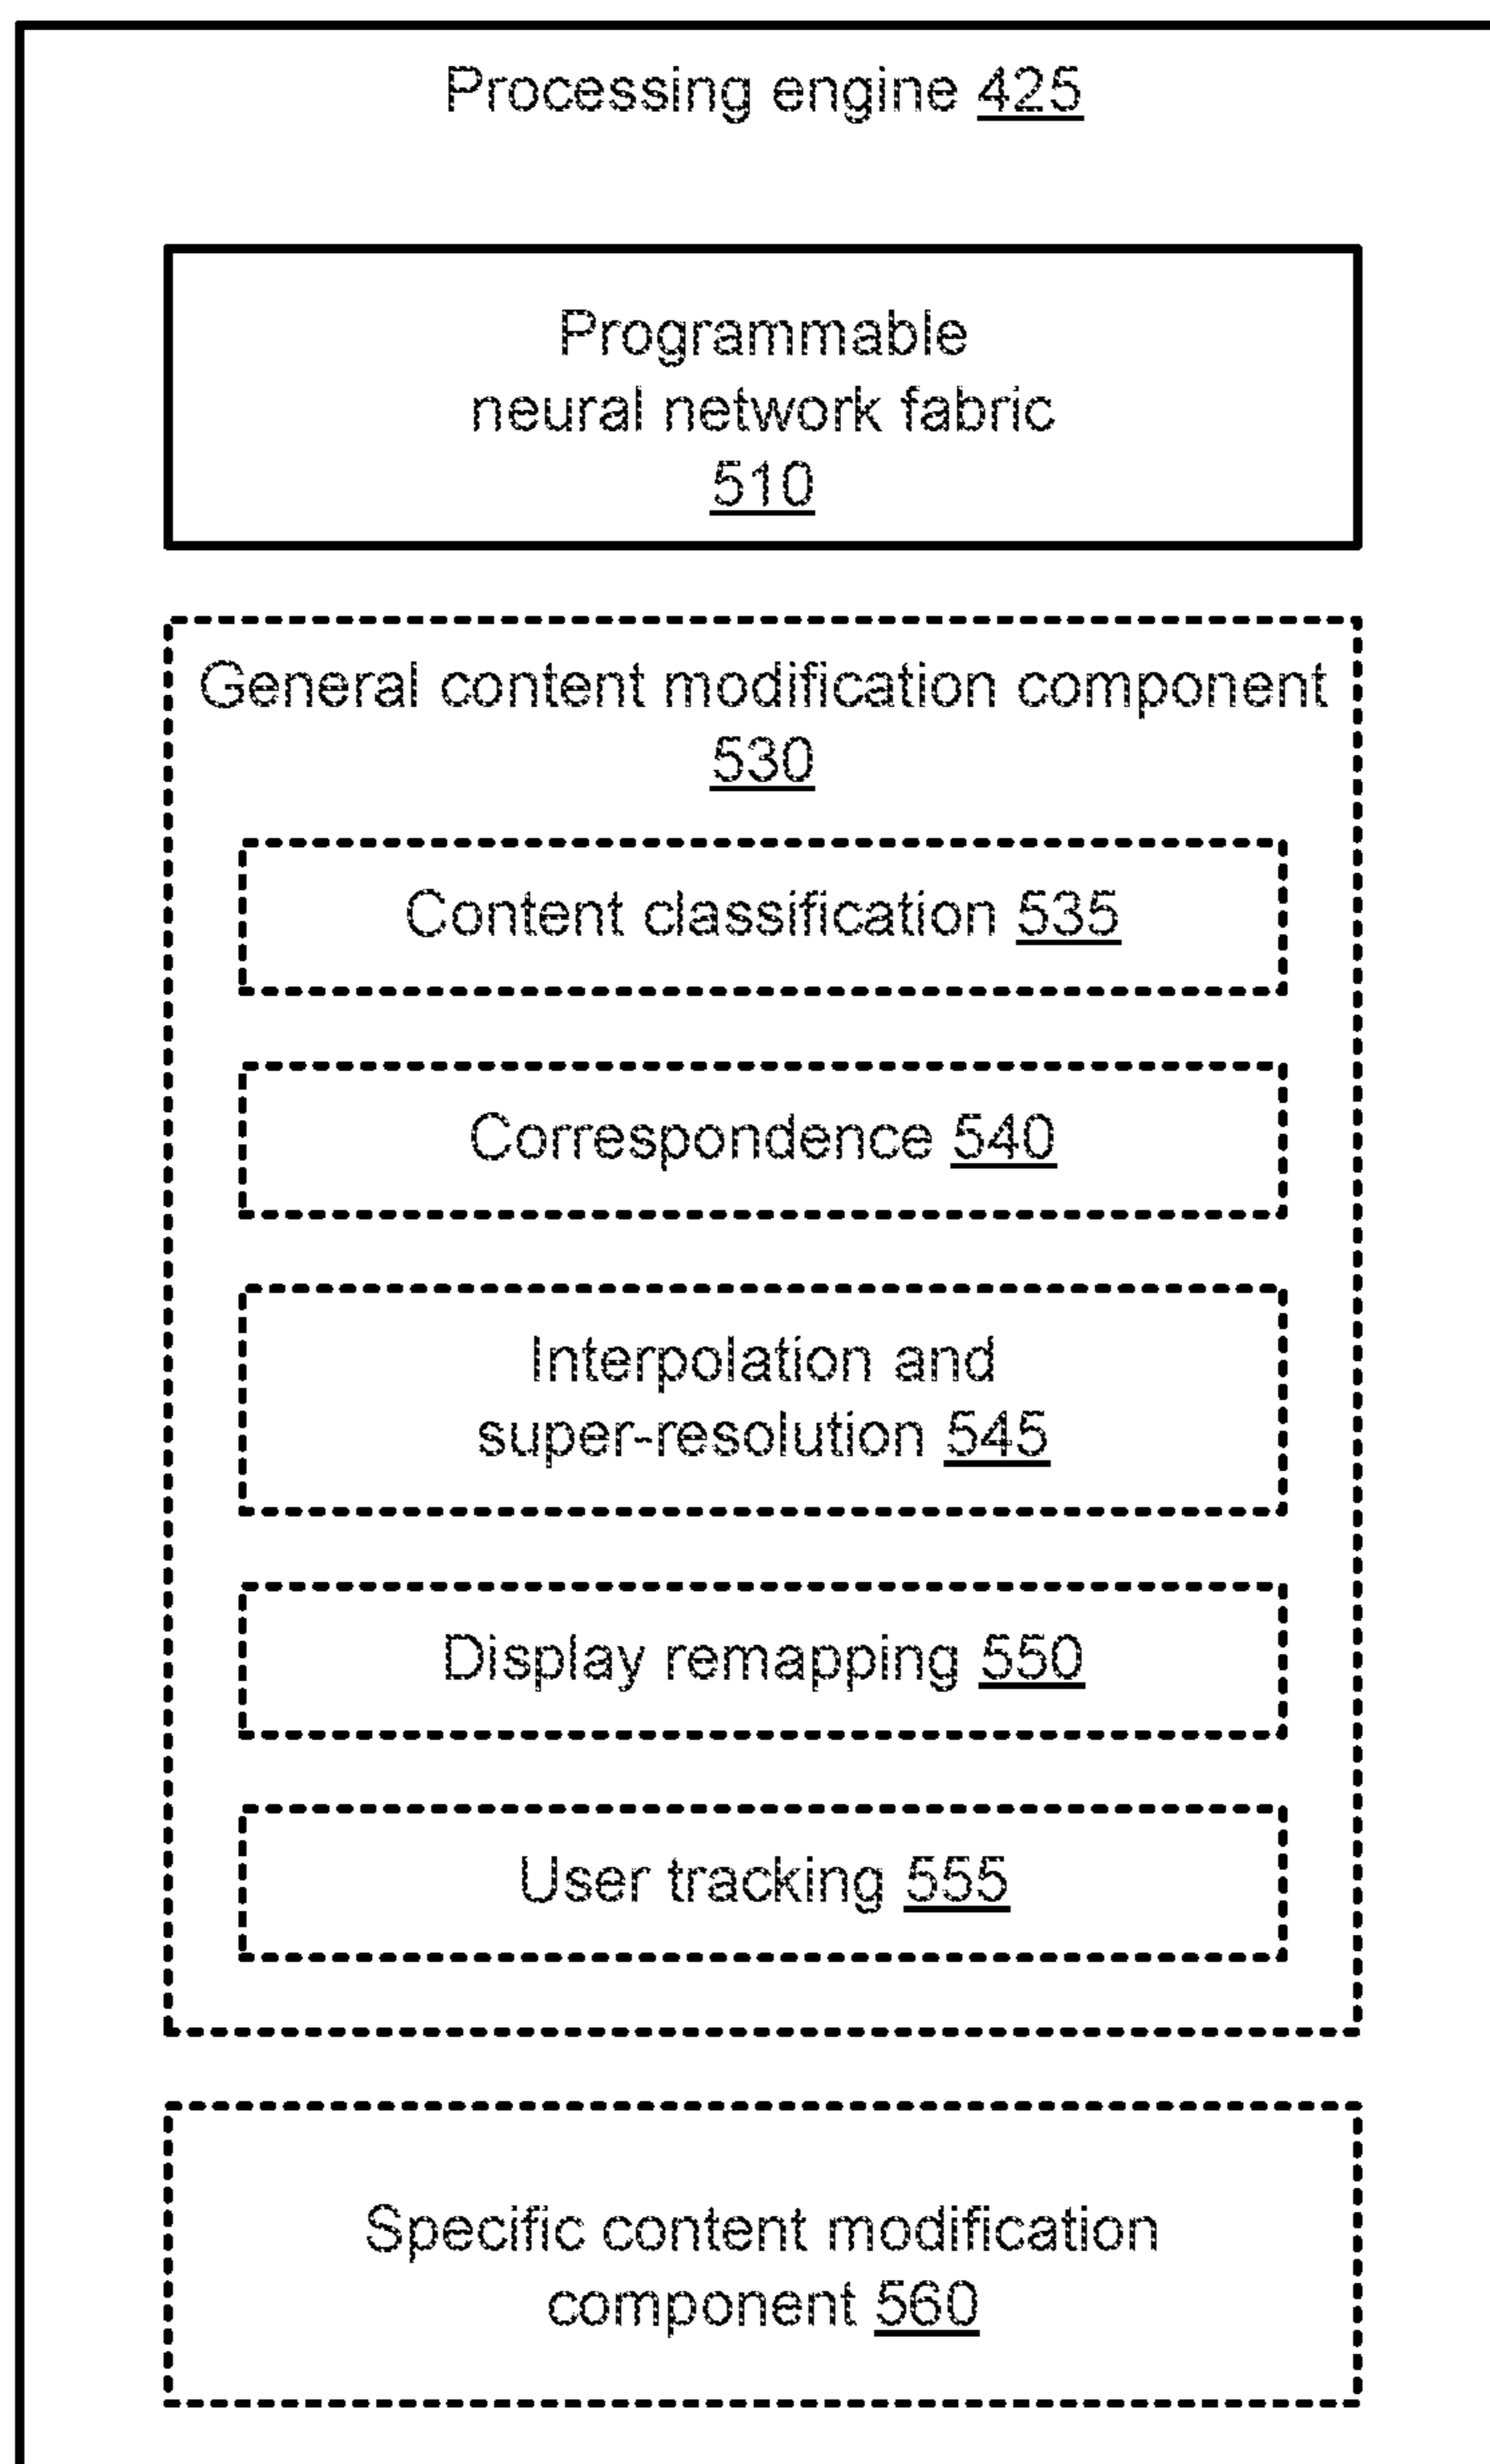 Processing engine 425
Programmable
neural network fabric
510
General content modification component
530
Content classification 535
Correspondence 540
Interpolation and
super-resolution 545
Display remapping 550
User tracking 555
Specific content modification
component 560